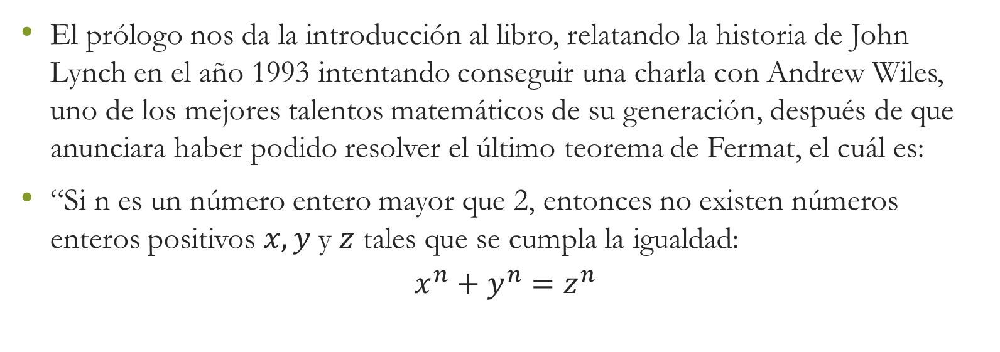 • El prólogo nos da la introducción al libro, relatando la historia de John
Lynch en el año 1993 intentando conseguir una charla con Andrew Wiles,
uno de los mejores talentos matemáticos de su generación, después de que
anunciara haber podido resolver el último teorema de Fermat, el cuál es:
• “Si n es un número entero mayor que 2, entonces no existen números
enteros positivos x, y y z tales que se cumpla la igualdad:
xⁿ + yⁿ = zⁿ